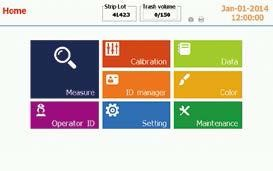 Home
Strip Lot
41423
Trash volume
0/150
Jan-01-2014
12:00:00
Measure
Calibration
Data
ID manager
Color
Operator ID
Setting
Maintenance